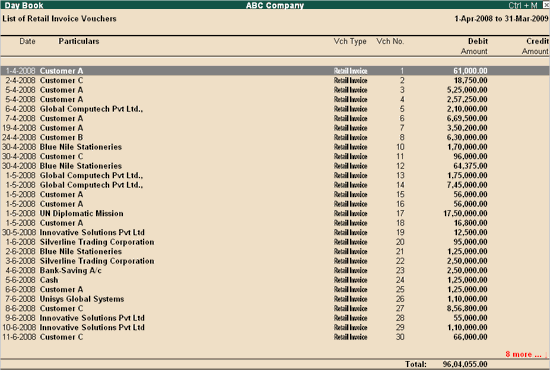 Day Book ABC Company Ctrl + M
List of Retail Invoice Vouchers 1-Apr-2008 to 31-Mar-2009
Date Particulars Vch Type Vch No. Debit Credit
Amount Amount
1-4-2008 Customer A Retail Invoice 1 61,000.00
2-4-2008 Customer C Retail Invoice 2 18,750.00
5-4-2008 Customer A Retail Invoice 3 5,25,000.00
5-4-2008 Customer A Retail Invoice 4 2,57,250.00
6-4-2008 Global Computech Pvt Ltd., Retail Invoice 5 2,10,000.00
7-4-2008 Customer A Retail Invoice 6 6,69,500.00
19-4-2008 Customer A Retail Invoice 7 3,50,200.00
24-4-2008 Customer B Retail Invoice 8 6,30,000.00
30-4-2008 Blue Nile Stationeries Retail Invoice 10 1,70,000.00
30-4-2008 Customer C Retail Invoice 11 96,000.00
30-4-2008 Blue Nile Stationeries Retail Invoice 12 64,375.00
1-5-2008 Global Computech Pvt Ltd., Retail Invoice 13 1,75,000.00
1-5-2008 Global Computech Pvt Ltd., Retail Invoice 14 7,45,000.00
1-5-2008 Customer A Retail Invoice 15 56,000.00
1-5-2008 Customer A Retail Invoice 16 56,000.00
1-5-2008 UN Diplomatic Mission Retail Invoice 17 17,50,000.00
1-5-2008 Customer A Retail Invoice 18 16,800.00
30-5-2008 Innovative Solutions Pvt Ltd Retail Invoice 19 12,500.00
1-6-2008 Silverline Trading Corporation Retail Invoice 20 95,000.00
2-6-2008 Blue Nile Stationeries Retail Invoice 21 1,25,000.00
3-6-2008 Silverline Trading Corporation Retail Invoice 22 2,50,000.00
4-6-2008 Bank-Saving A/c Retail Invoice 23 2,50,000.00
5-6-2008 Cash Retail Invoice 24 1,25,000.00
6-6-2008 Customer A Retail Invoice 25 1,25,000.00
7-6-2008 Unisys Global Systems Retail Invoice 26 1,10,000.00
8-6-2008 Customer C Retail Invoice 27 8,56,800.00
9-6-2008 Innovative Solutions Pvt Ltd Retail Invoice 28 55,000.00
10-6-2008 Innovative Solutions Pvt Ltd Retail Invoice 29 1,10,000.00
11-6-2008 Customer C Retail Invoice 30 66,000.00
8 more ... ↓
Total: 96,04,055.00